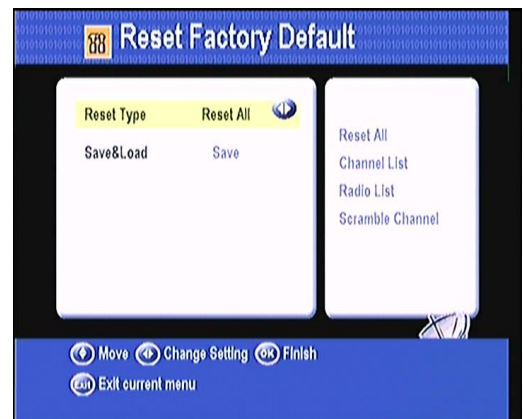 Reset Factory Default
Reset Type Reset All
Save&Load Save
Reset All
Channel List
Radio List
Scramble Channel
Move Change Setting OK Finish
Exit Exit current menu